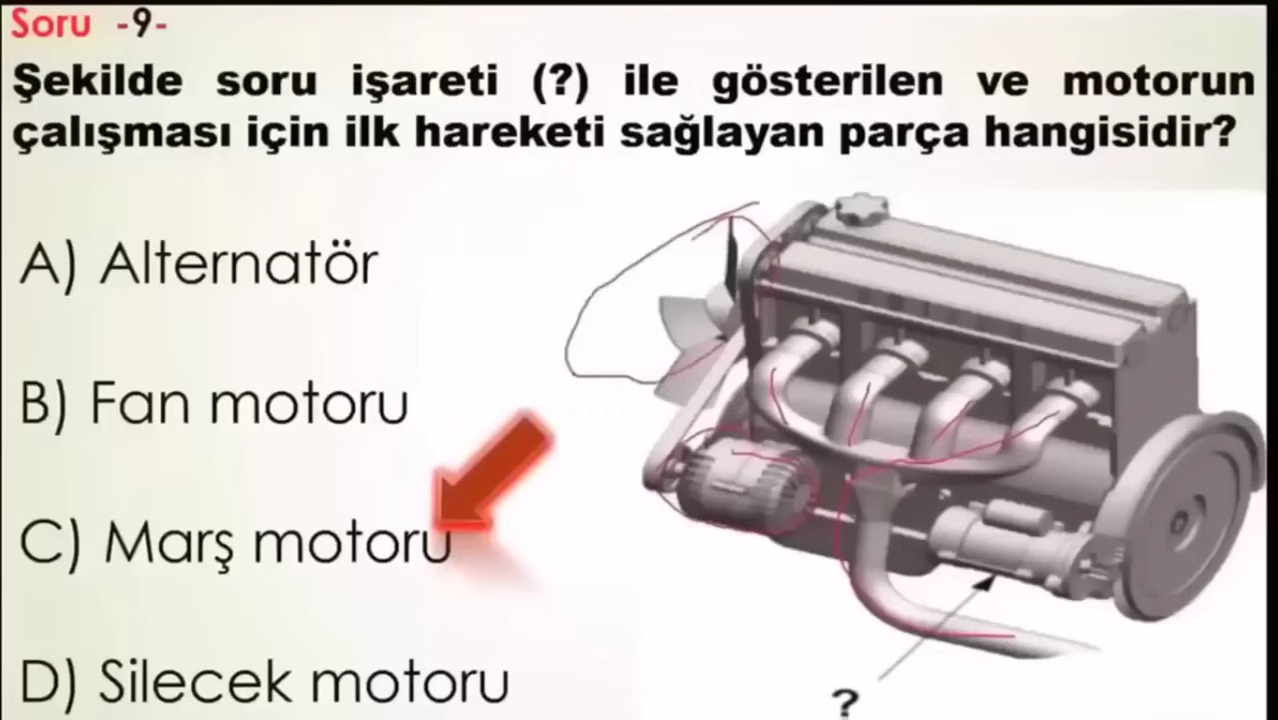 Soru -9-
Şekilde soru işareti (?) ile gösterilen ve motorun
çalışması için ilk hareketi sağlayan parça hangisidir?
A) Alternatör
B) Fan motoru
C) Marş motoru
D) Silecek motoru
?